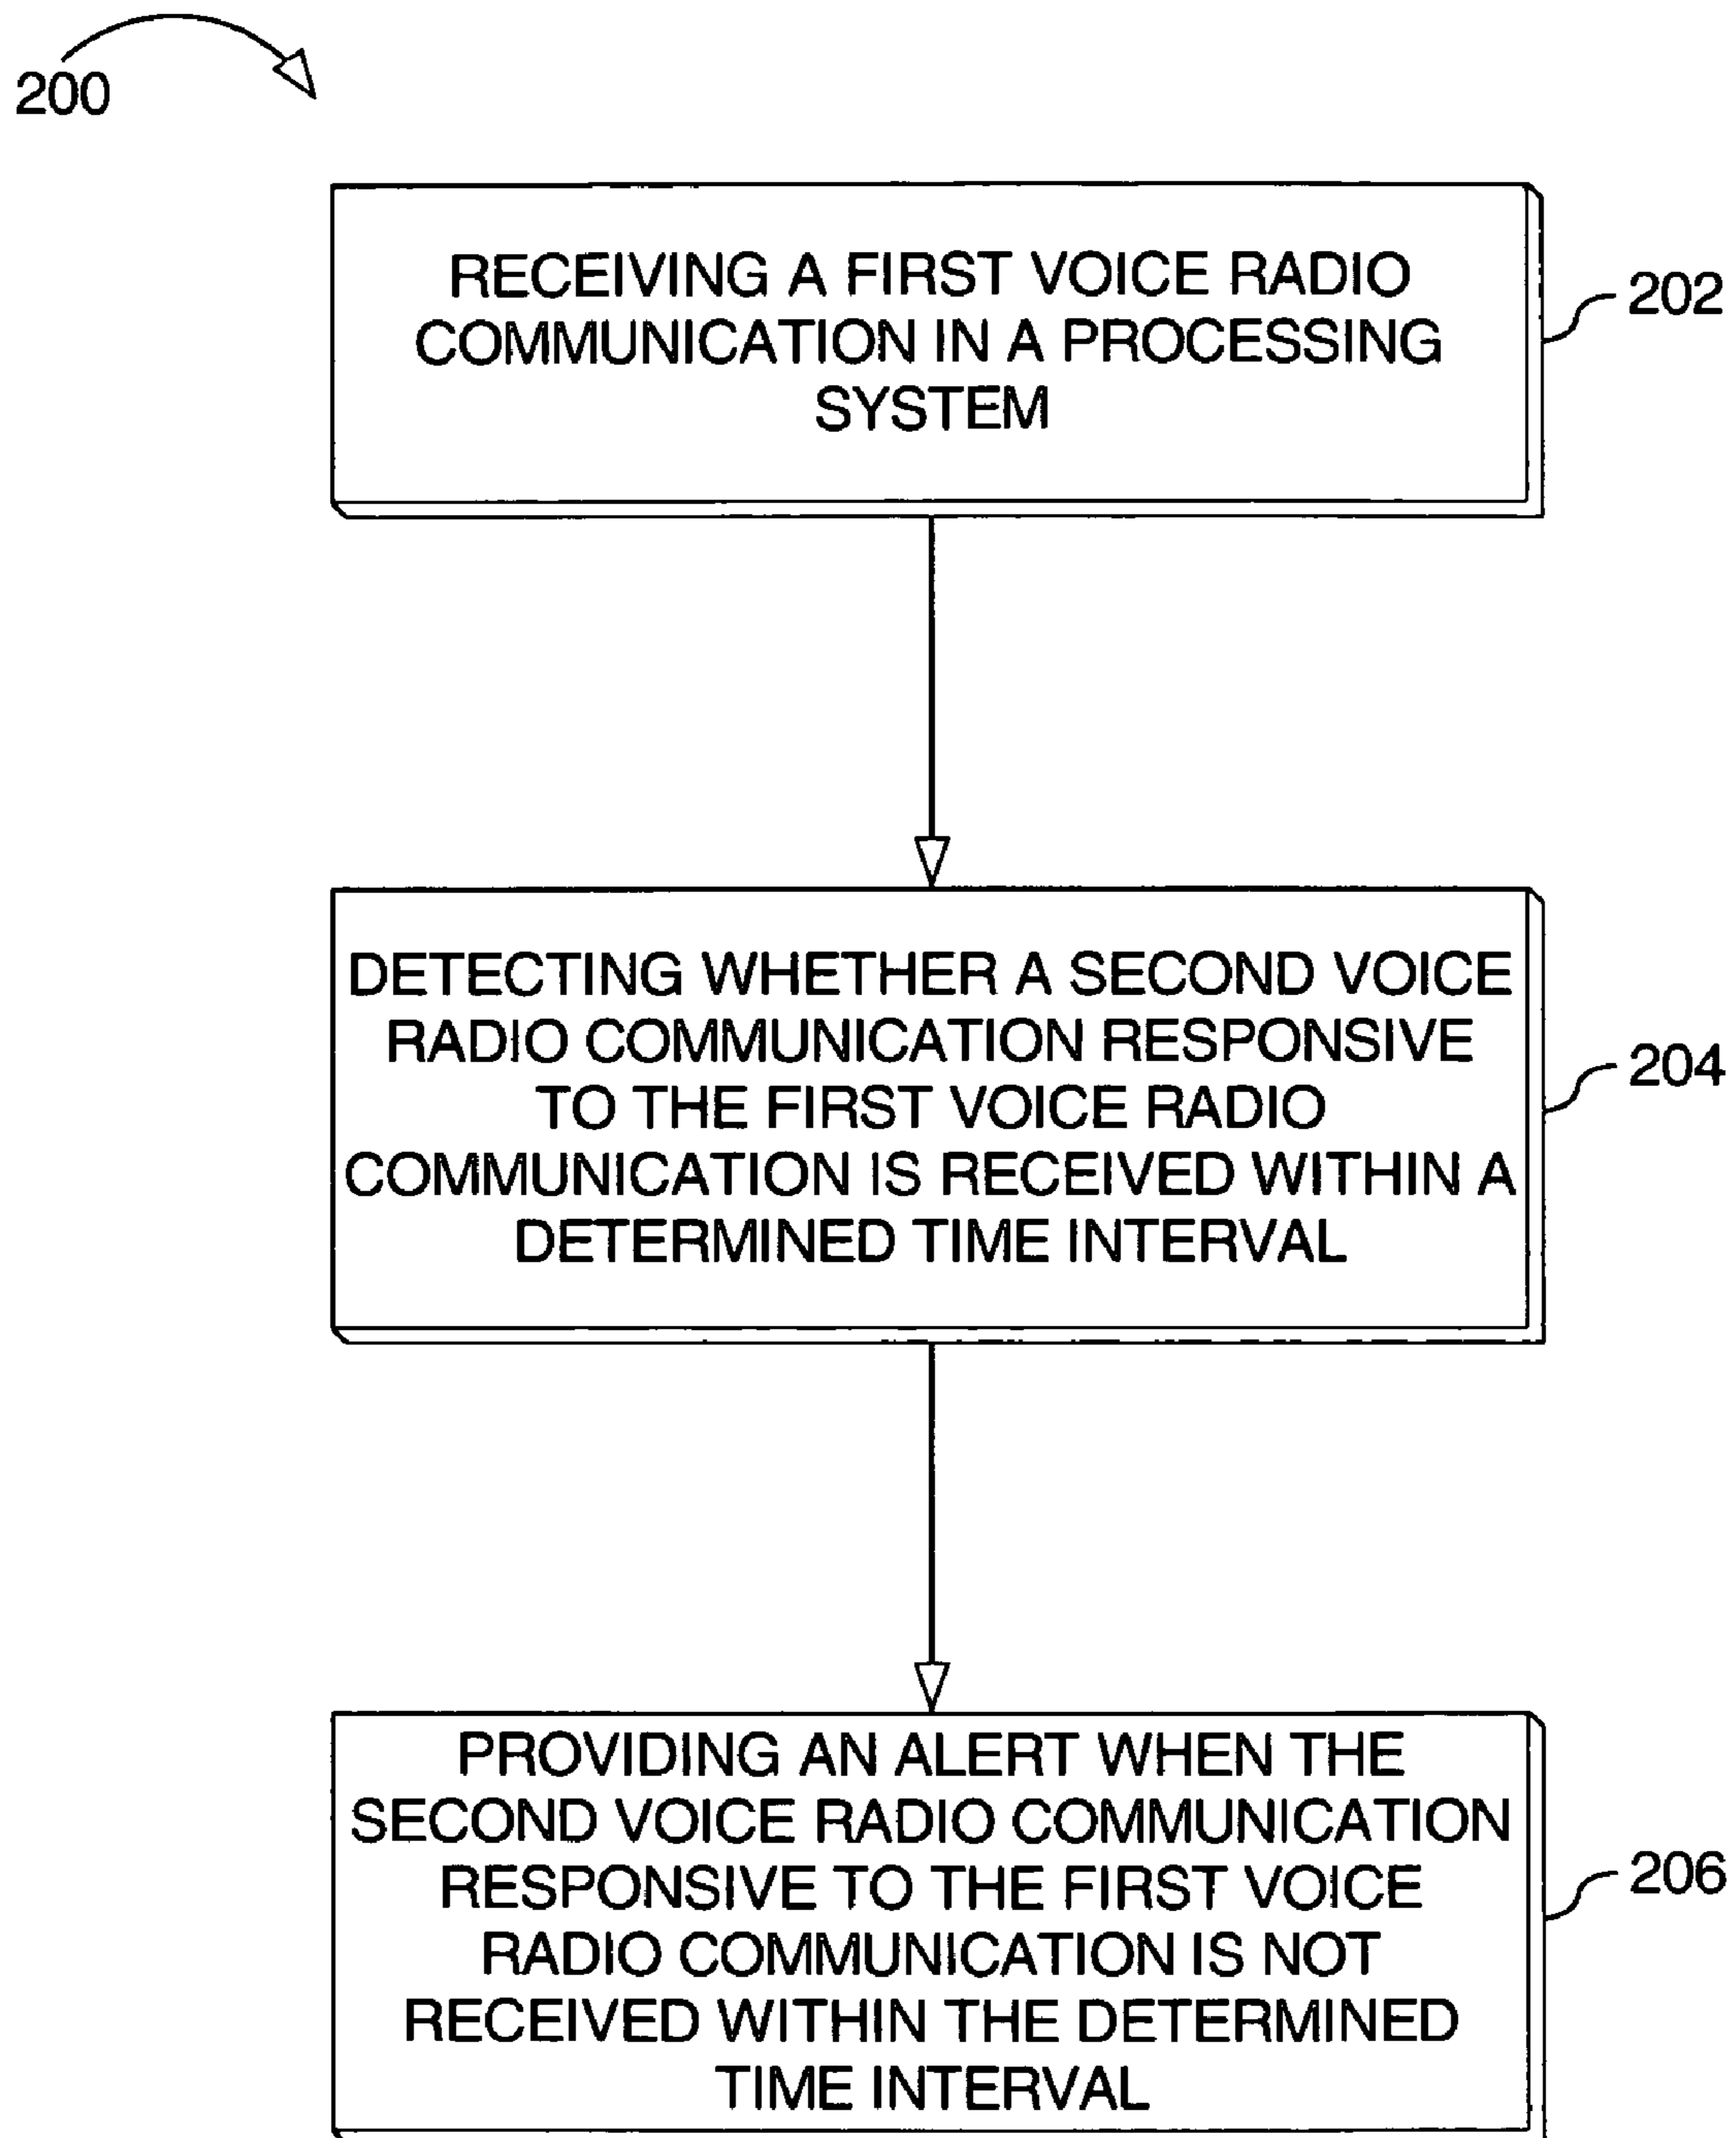 200
RECEIVING A FIRST VOICE RADIO
COMMUNICATION IN A PROCESSING
SYSTEM
202
DETECTING WHETHER A SECOND VOICE
RADIO COMMUNICATION RESPONSIVE
TO THE FIRST VOICE RADIO
COMMUNICATION IS RECEIVED WITHIN A
DETERMINED TIME INTERVAL
204
PROVIDING AN ALERT WHEN THE
SECOND VOICE RADIO COMMUNICATION
RESPONSIVE TO THE FIRST VOICE
RADIO COMMUNICATION IS NOT
RECEIVED WITHIN THE DETERMINED
TIME INTERVAL
206